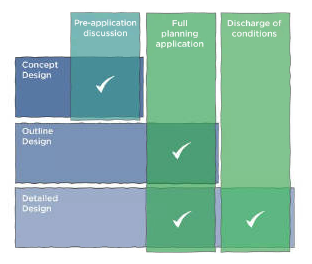 Pre-application
discussion
Full
planning
application
Discharge of
conditions
Concept
Design
Outline
Design
Detailed
Design